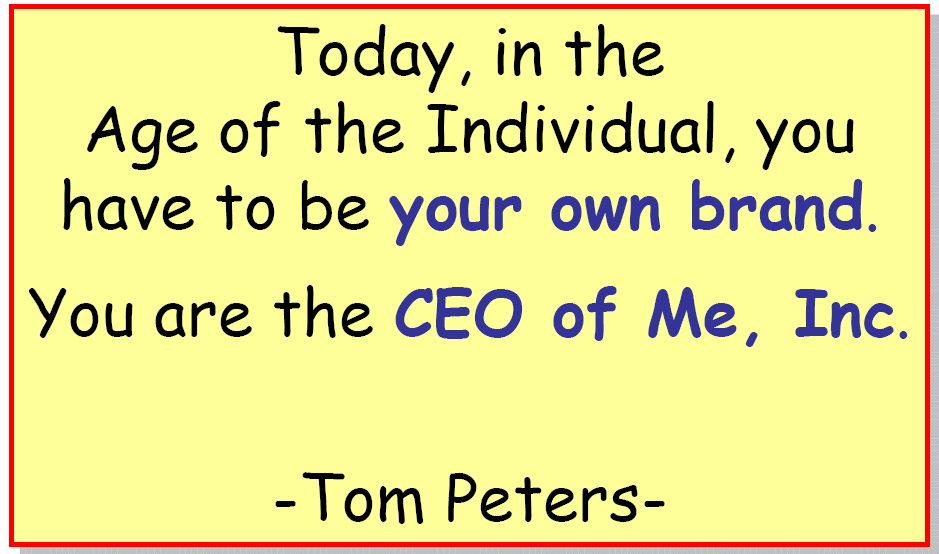 Today, in the
Age of the Individual, you
have to be your own brand.
You are the CEO of Me, Inc.
-Tom Peters-